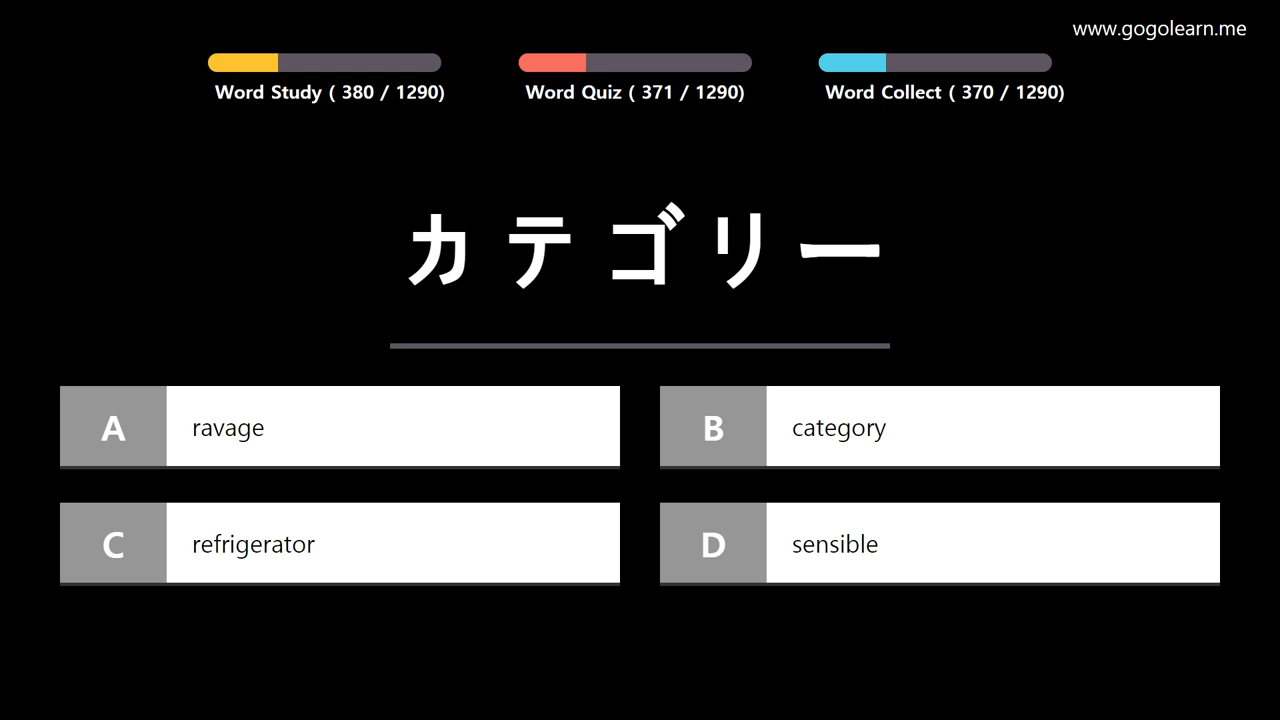 www.gogolearn.me
Word Study ( 380 / 1290)
Word Quiz ( 371 / 1290)
Word Collect ( 370 / 1290)
カテゴリー
A ravage
B category
C refrigerator
D sensible